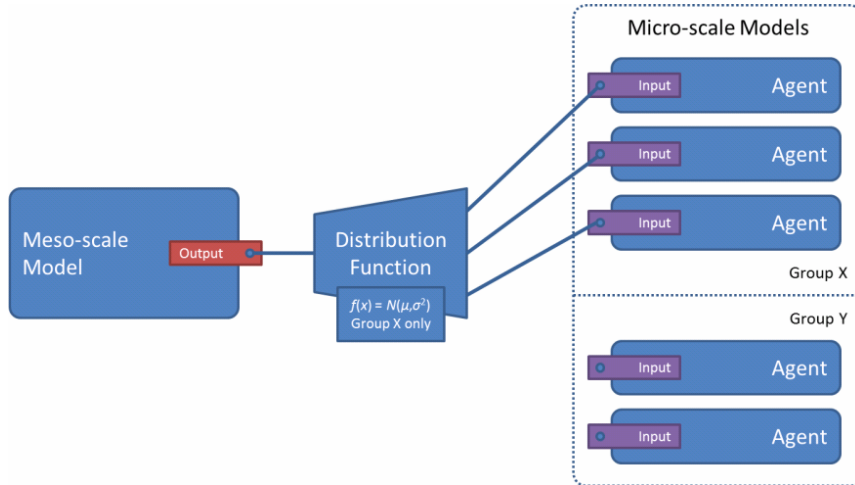 Micro-scale Models
Input
Agent
Input
Agent
Input
Agent
Group X
Meso-scale
Model
Output
Distribution
Function
f(x) = N(μ,σ²)
Group X only
Group Y
Input
Agent
Input
Agent